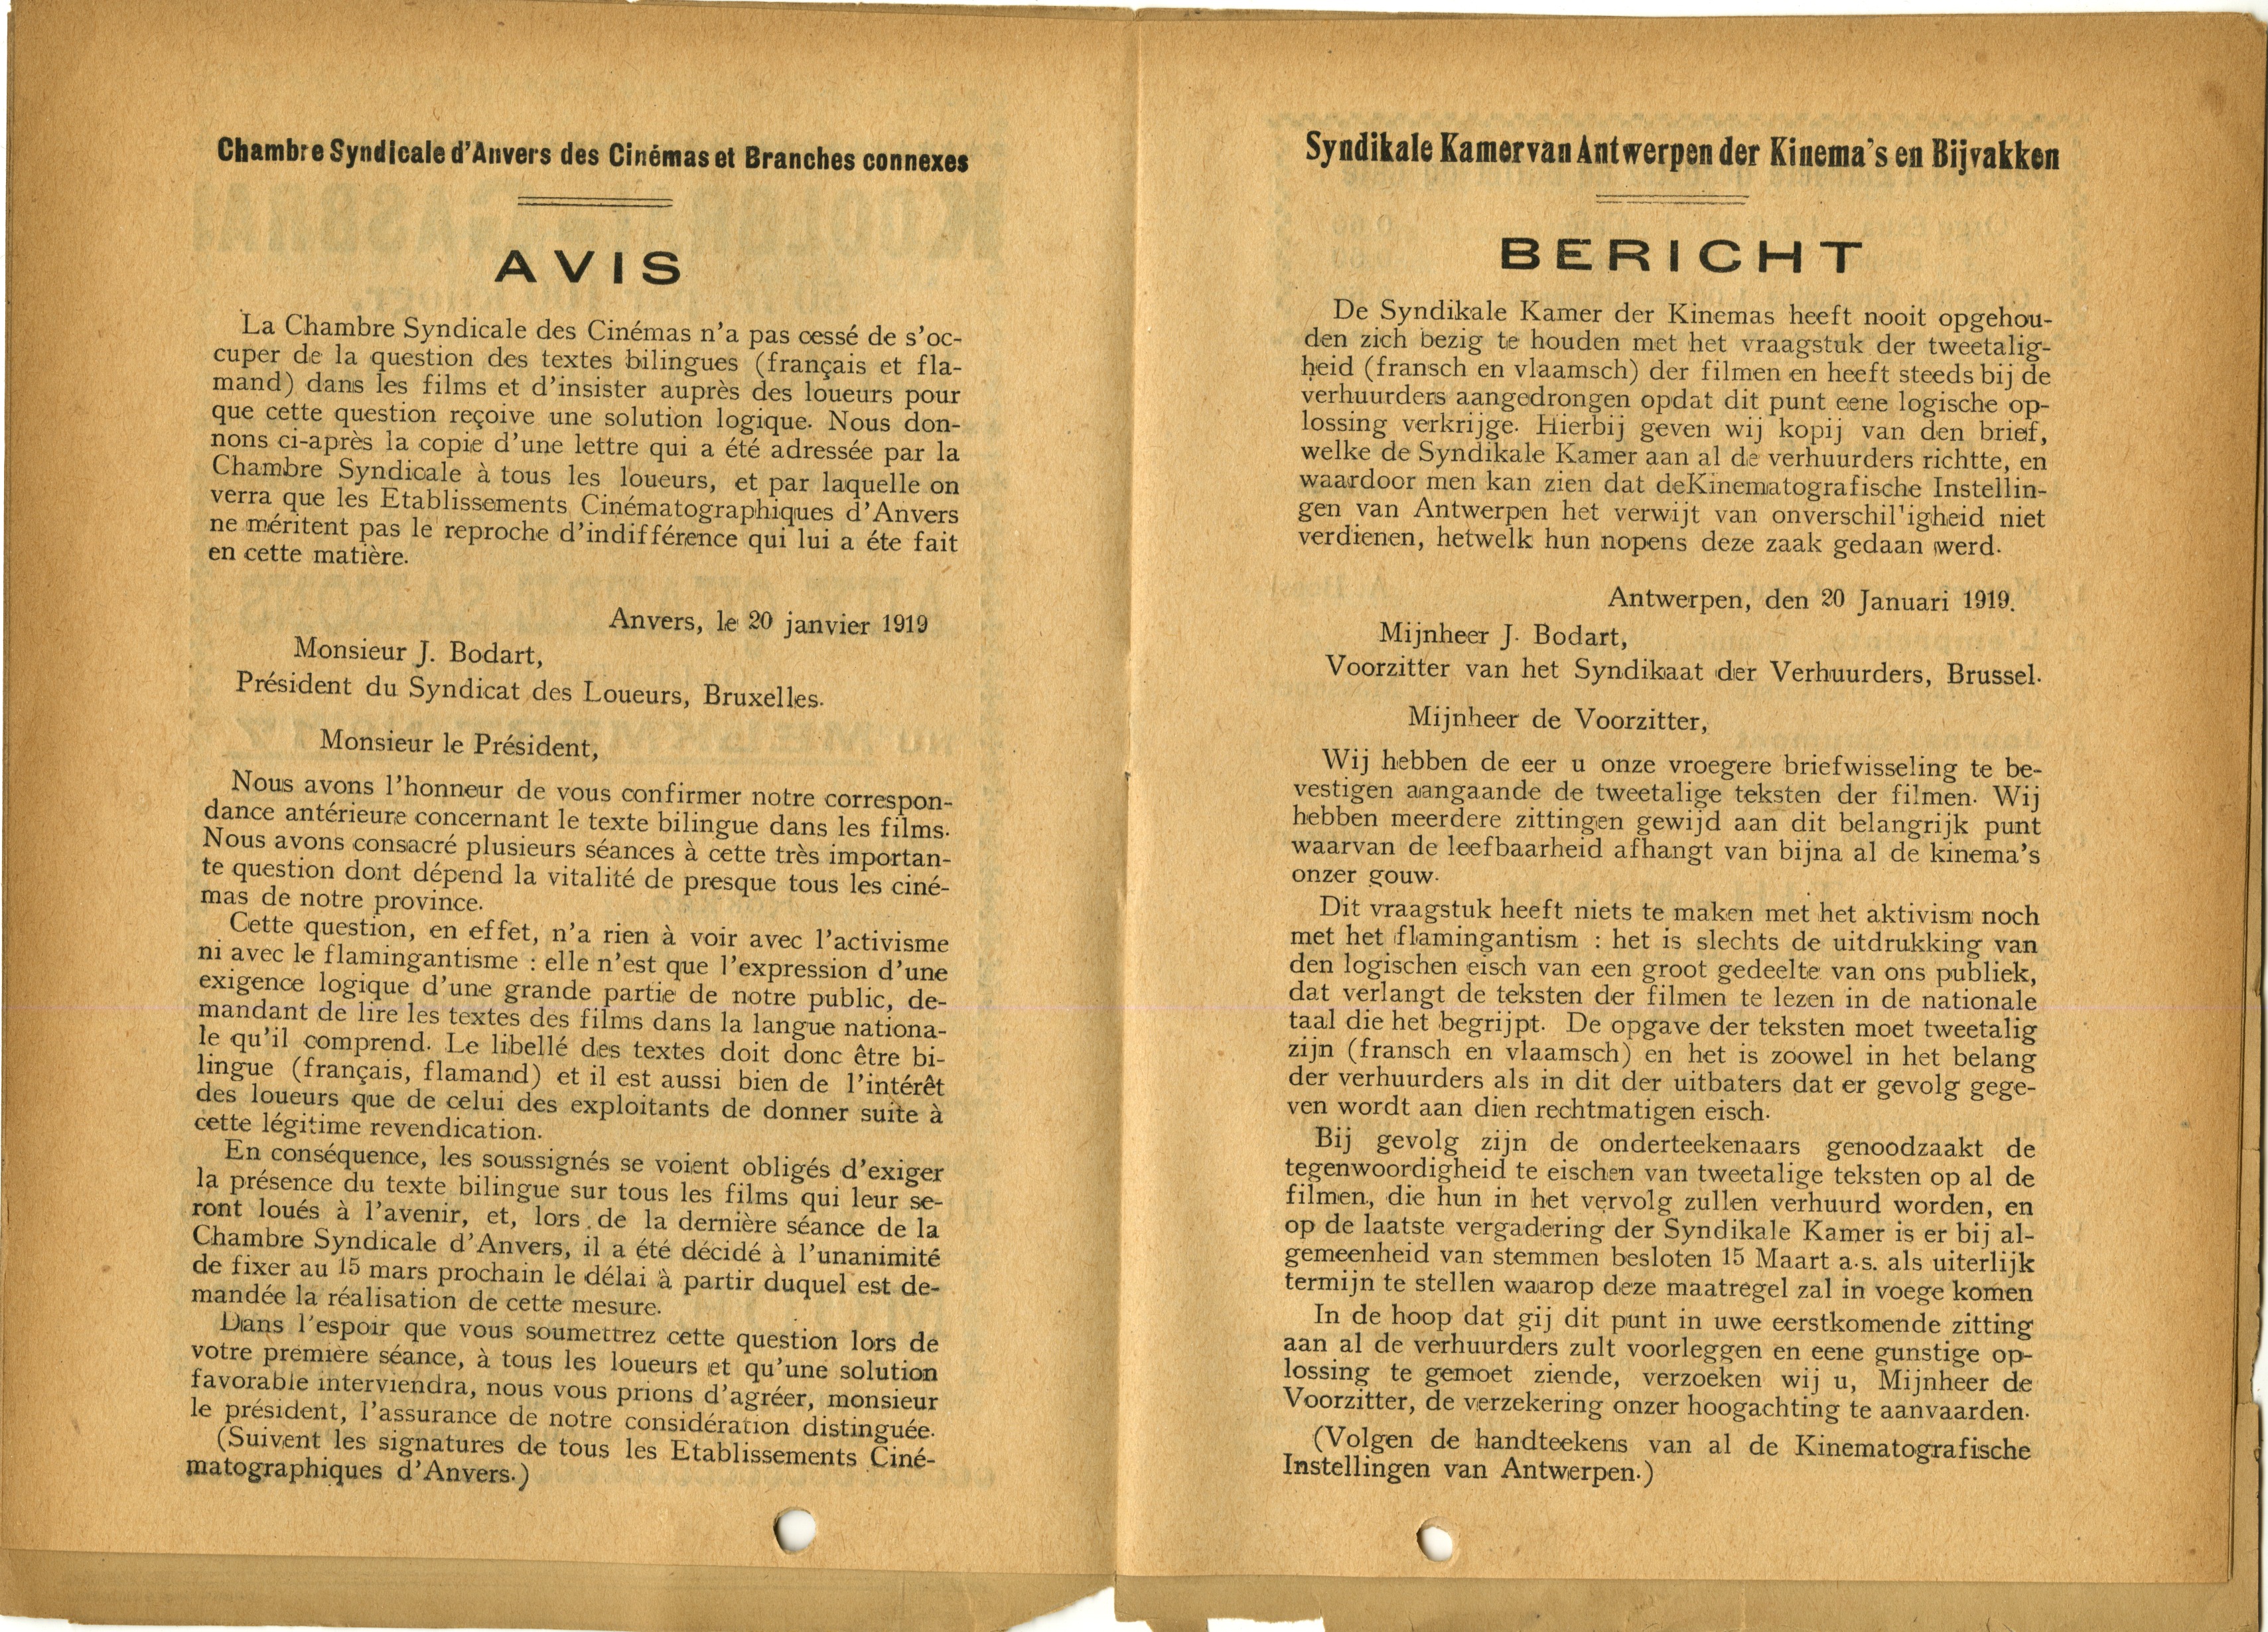 Chambre Syndicale d'Anvers des Cinémas et Branches connexes
AVIS
La Chambre Syndicale des Cinémas n'a pas cessé de s'oc-
cuper de la question des textes bilingues (français et fla-
mand) dans les films et d'insister auprès des loueurs pour
que cette question reçoive une solution logique. Nous don-
nons ci-après la copie d'une lettre qui a été adressée par la
Chambre Syndicale à tous les loueurs, et par laquelle on
verra que les Etablissements Cinématographiques d'Anvers
ne méritent pas le reproche d'indifférence qui lui a éte fait
en cette matière.
Anvers, le 20 janvier 1919
Monsieur J. Bodart,
Président du Syndicat des Loueurs, Bruxelles.
Monsieur le Président,
Nous avons l'honneur de vous confirmer notre correspon-
dance antérieure concernant le texte bilingue dans les films.
Nous avons consacré plusieurs séances à cette très importan-
te question dont dépend la vitalité de presque tous les ciné-
mas de notre province.
Cette question, en effet, n'a rien à voir avec l'activisme
ni avec le flamingantisme : elle n'est que l'expression d'une
exigence logique d'une grande partie de notre public, de-
mandant de lire les textes des films dans la langue nationa-
le qu'il comprend. Le libellé des textes doit donc être bi-
lingue (français, flamand) et il est aussi bien de l'intérêt
des loueurs que de celui des exploitants de donner suite à
cette légitime revendication.
En conséquence, les soussignés se voient obligés d'exiger
la présence du texte bilingue sur tous les films qui leur se-
ront loués à l'avenir, et, lors de la dernière séance de la
Chambre Syndicale d'Anvers, il a été décidé à l'unanimité
de fixer au 15 mars prochain le délai à partir duquel est de-
mandée la réalisation de cette mesure.
Dans l'espoir que vous soumettrez cette question lors de
votre première séance, à tous les loueurs et qu'une solution
favorable interviendra, nous vous prions d'agréer, monsieur
le président, l'assurance de notre considération distinguée.
(Suivent les signatures de tous les Etablissements Ciné-
matographiques d'Anvers.)
Syndikale Kamer van Antwerpen der Kinema's en Bijvakken
BERICHT
De Syndikale Kamer der Kinemas heeft nooit opgehou-
den zich bezig te houden met het vraagstuk der tweetalig-
heid (fransch en vlaamsch) der filmen en heeft steeds bij de
verhuurders aangedrongen opdat dit punt eene logische op-
lossing verkrijge. Hierbij geven wij kopij van den brief,
welke de Syndikale Kamer aan al de verhuurders richtte, en
waardoor men kan zien dat deKinematografische Instellin-
gen van Antwerpen het verwijt van onverschil'igheid niet
verdienen, hetwelk hun nopens deze zaak gedaan werd.
Antwerpen, den 20 Januari 1919.
Mijnheer J. Bodart,
Voorzitter van het Syndikaat der Verhuurders, Brussel.
Mijnheer de Voorzitter,
Wij hebben de eer u onze vroegere briefwisseling te be-
vestigen aangaande de tweetalige teksten der filmen. Wij
hebben meerdere zittingen gewijd aan dit belangrijk punt
waarvan de leefbaarheid afhangt van bijna al de kinema's
onzer gouw.
Dit vraagstuk heeft niets te maken met het aktivism noch
met het flamingantism : het is slechts de uitdrukking van
den logischen eisch van een groot gedeelte van ons publiek,
dat verlangt de teksten der filmen te lezen in de nationale
taal die het begrijpt. De opgave der teksten moet tweetalig
zijn (fransch en vlaamsch) en het is zoowel in het belang
der verhuurders als in dit der uitbaters dat er gevolg gege-
ven wordt aan dien rechtmatigen eisch.
Bij gevolg zijn de onderteekenaars genoodzaakt de
tegenwoordigheid te eischen van tweetalige teksten op al de
filmen, die hun in het vervolg zullen verhuurd worden, en
op de laatste vergadering der Syndikale Kamer is er bij al-
gemeenheid van stemmen besloten 15 Maart a.s. als uiterlijk
termijn te stellen waarop deze maatregel zal in voege komen
In de hoop dat gij dit punt in uwe eerstkomende zitting
aan al de verhuurders zult voorleggen en eene gunstige op-
lossing te gemoet ziende, verzoeken wij u, Mijnheer de
Voorzitter, de verzekering onzer hoogachting te aanvaarden.
(Volgen de handteekens van al de Kinematografische
Instellingen van Antwerpen.)